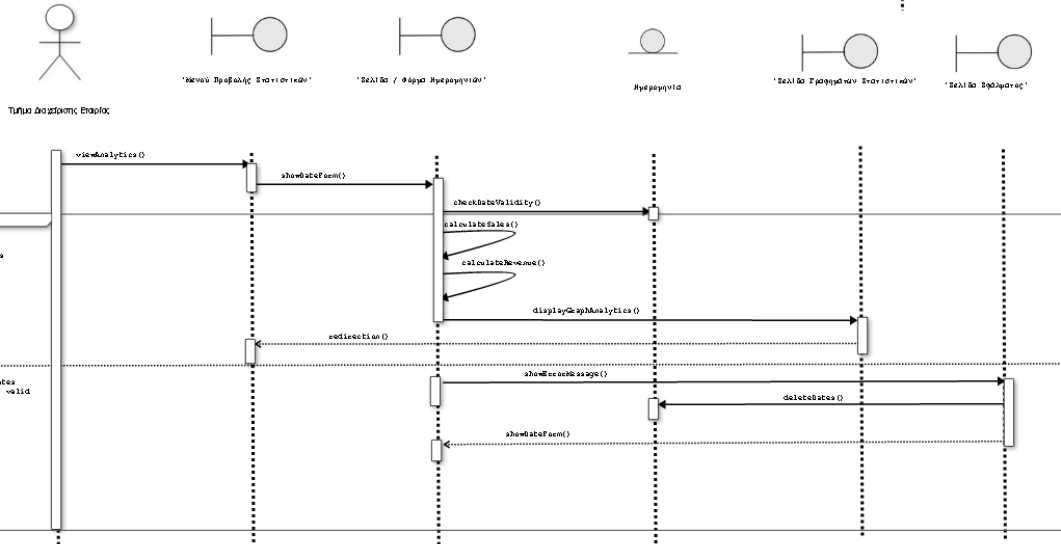 "Μενού Προβολής Στατιστικών"
"Σελίδα / Φόρμα Ημερομηνιών"
Ημερομηνία
"Σελίδα Γραφημάτων Στατιστικών"
"Σελίδα Σφάλματος"
Τμήμα Διαχείρισης Εταιρίας
viewAnalytics()
showDateForm()
checkDateValidity()
calculateSales()
calculateRevenue()
displayGraphAnalytics()
redirection()
showErrorMessage()
valid
deleteDates()
showDateForm()